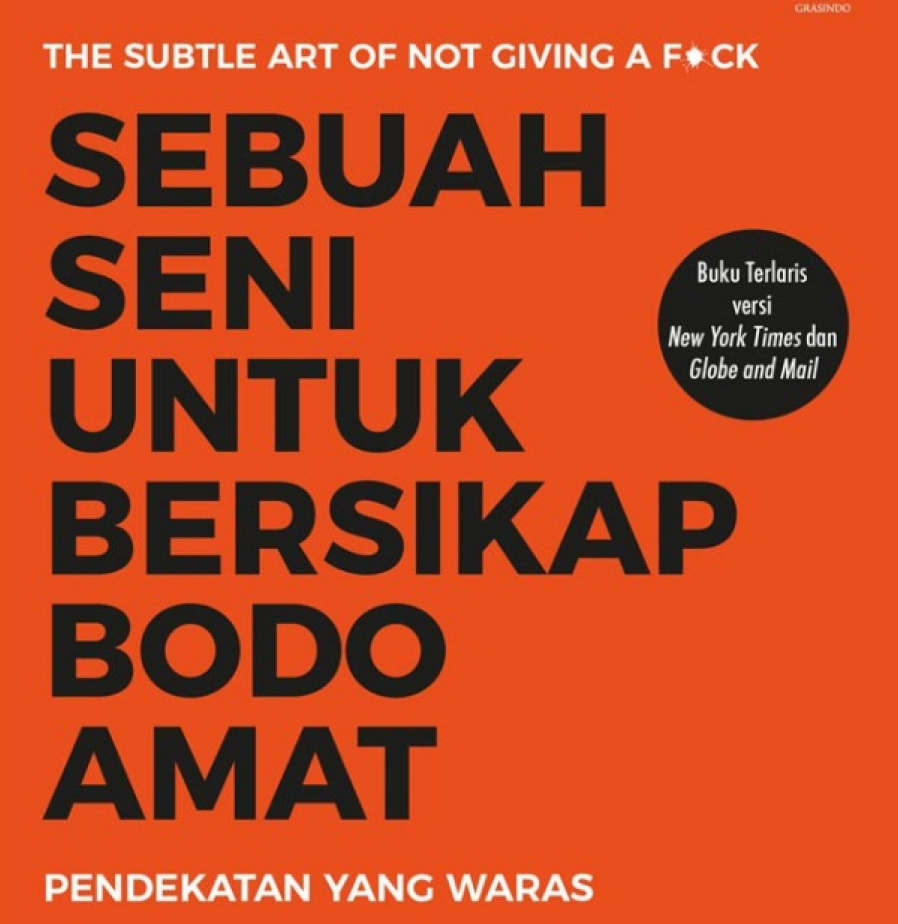 GRASINDO
THE SUBTLE ART OF NOT GIVING A F*CK
SEBUAH
SENI
UNTUK
BERSIKAP
BODO
AMAT
Buku Terlaris
versi
New York Times dan
Globe and Mail
PENDEKATAN YANG WARAS